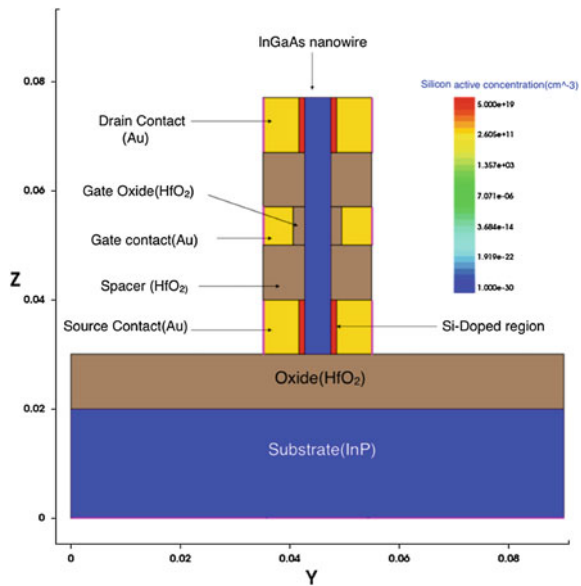 InGaAs nanowire
0.08
Silicon active concentration(cm^-3)
Drain Contact
(Au)
5.000e+19
2.605e+11
1.357e+03
7.071e-06
3.684e-14
1.919e-22
1.000e-30
Gate Oxide(HfO2)
0.06
Gate contact(Au)
Z
Spacer (HfO2)
0.04
Source Contact(Au)
Si-Doped region
Oxide(HfO₂)
0.02
Substrate(InP)
0
0
0.02
0.04
0.06
0.08
Y